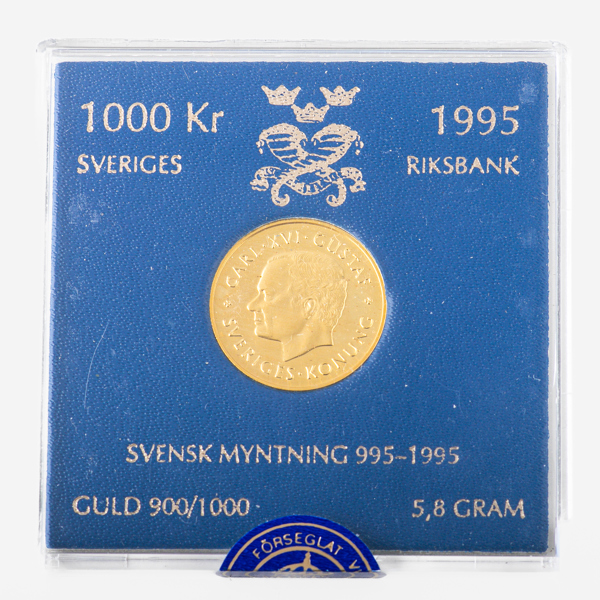 1000 Kr 1995
SVERIGES RIKSBANK
CARL·XVI·GUSTAF
SVERIGES·KONUNG
SVENSK MYNTNING 995–1995
GULD 900/1000 5,8 GRAM
FÖRSEGLAT